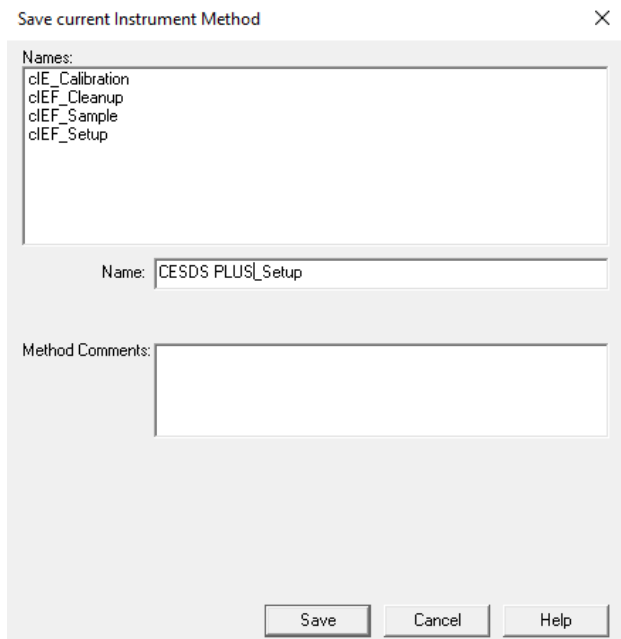 Save current Instrument Method
Names:
cIE_Calibration
cIEF_Cleanup
cIEF_Sample
cIEF_Setup
Name: CESDS PLUS_Setup
Method Comments:
Save Cancel Help